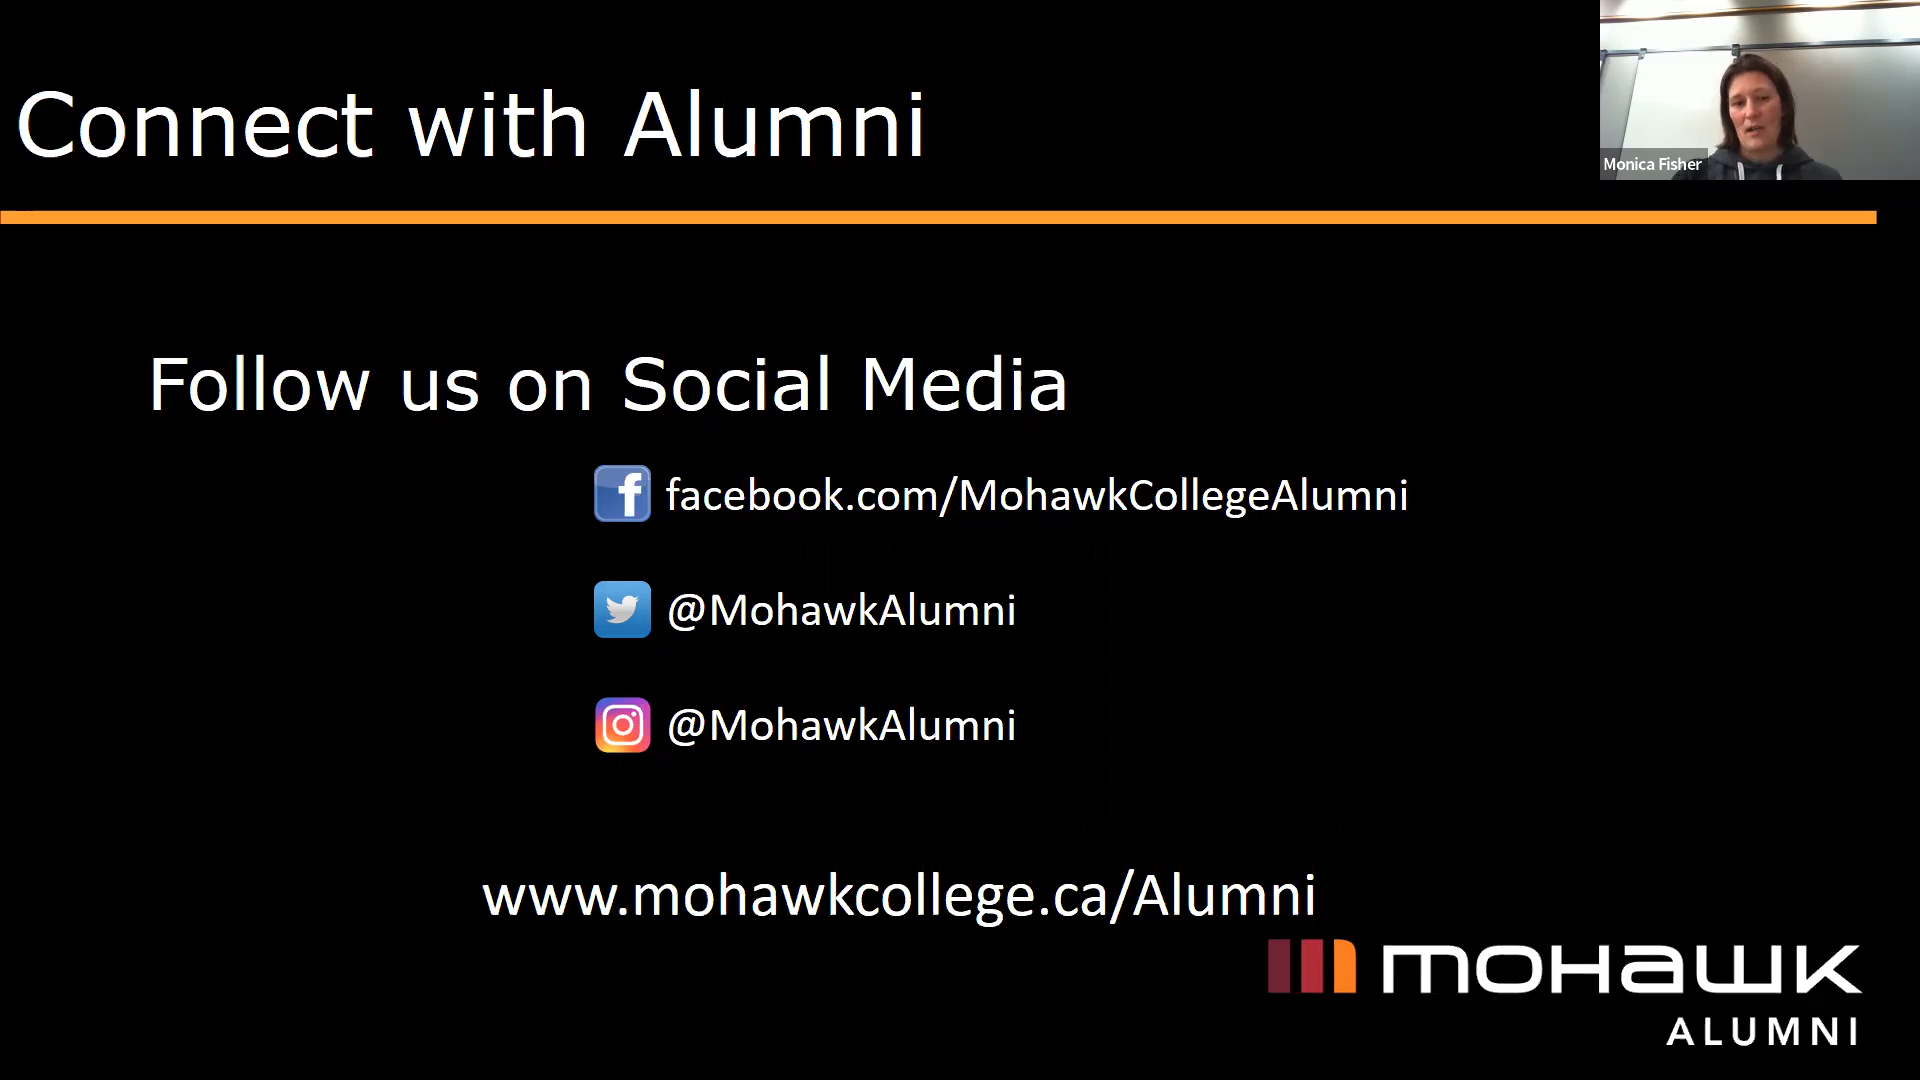 Connect with Alumni
Monica Fisher
Follow us on Social Media
facebook.com/MohawkCollegeAlumni
@MohawkAlumni
@MohawkAlumni
www.mohawkcollege.ca/Alumni
mohawk
ALUMNI